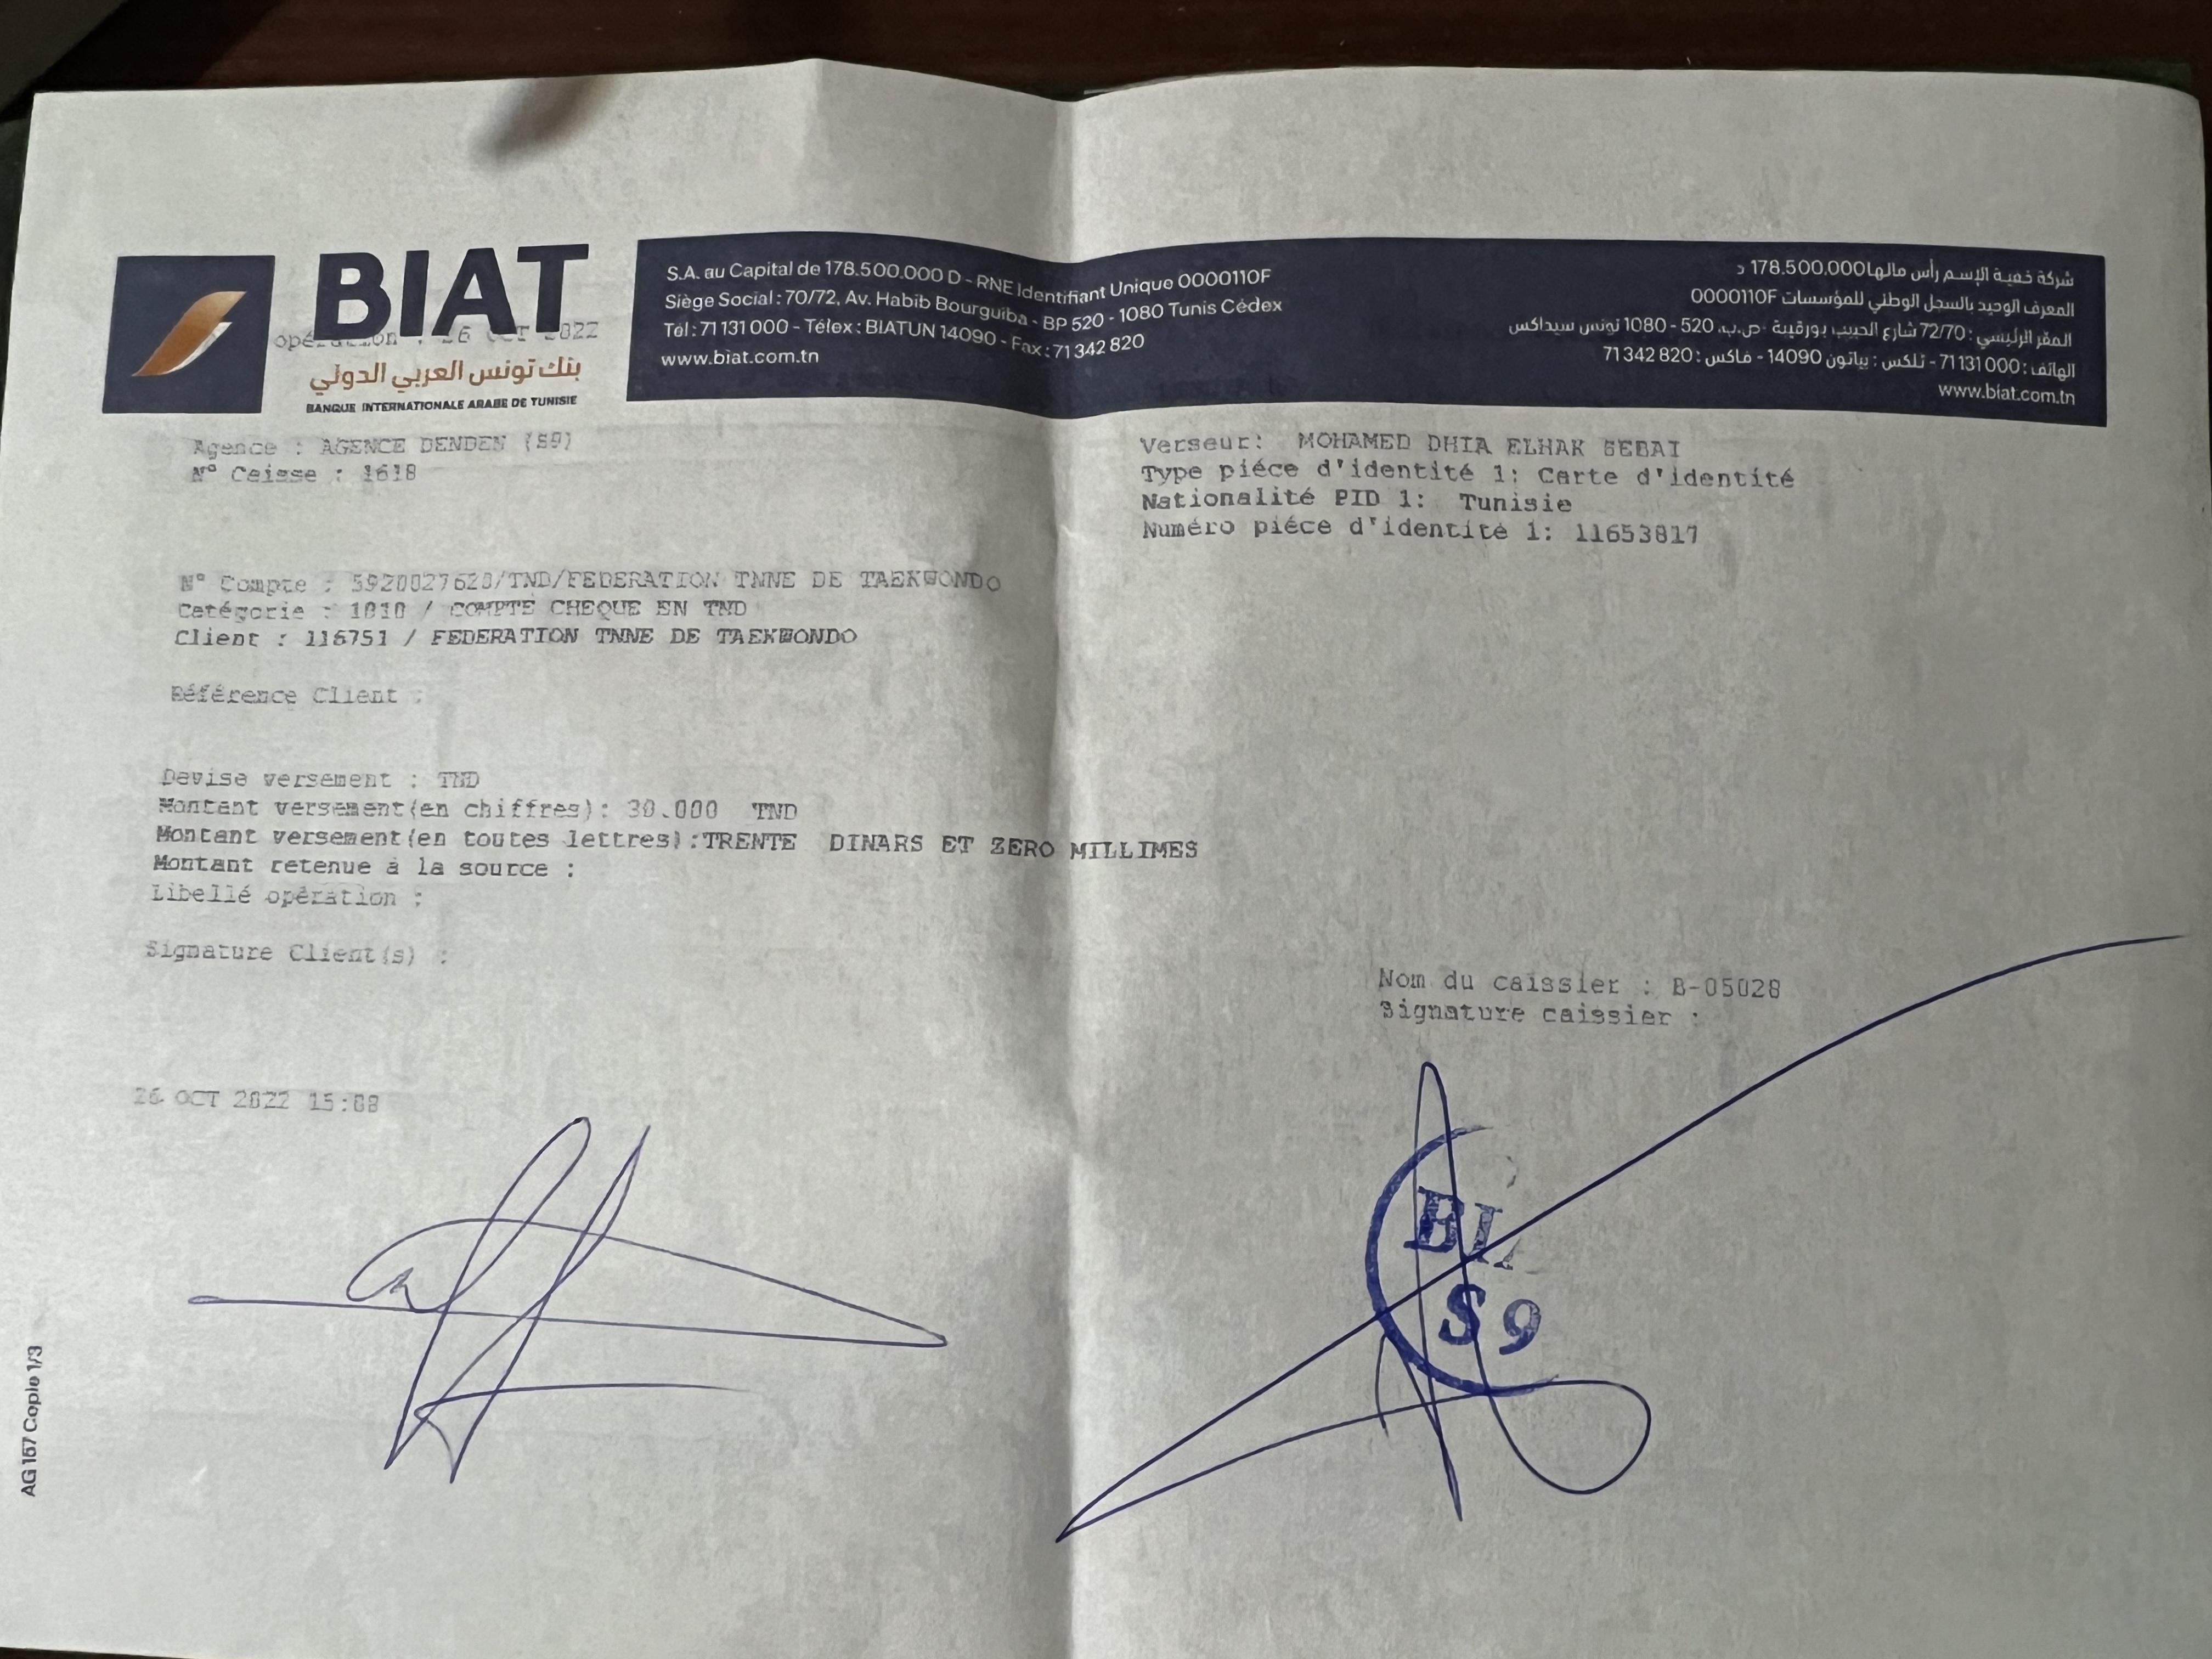 BIAT
بنك تونس العربي الدولي
BANQUE INTERNATIONALE ARABE DE TUNISIE
S.A. au Capital de 178.500.000 D - RNE Identifiant Unique 0000110F
Siège Social : 70/72, Av. Habib Bourguiba - BP 520 - 1080 Tunis Cédex
Tél : 71 131 000 - Télex : BIATUN 14090 - Fax : 71 342 820
www.biat.com.tn
شركة خفية الإسم رأس مالها 178.500.000 د
المعرف الوحيد بالسجل الوطني للمؤسسات 0000110F
المقر الرئيسي : 72/70 شارع الحبيب بورقيبة -ص.ب. 520 - 1080 تونس سيداكس
الهاتف : 71 131 000 - تلكس : بياتون 14090 - فاكس : 71 342 820
www.biat.com.tn
opération : 26 OCT 2022
Agence : AGENCE DENDEN (S9)
N° Caisse : 1618
Verseur: MOHAMED DHIA ELHAK SEBAI
Type piéce d'identité 1: Carte d'identité
Nationalité PID 1: Tunisie
Numéro piéce d'identité 1: 11653817
N° Compte : 5920027620/TND/FEDERATION TNNE DE TAEKWONDO
Catégorie : 1010 / COMPTE CHEQUE EN TND
Client : 116751 / FEDERATION TNNE DE TAEKWONDO
Référence Client :
Devise versement : TND
Montant versement(en chiffres): 30.000 TND
Montant versement(en toutes lettres):TRENTE DINARS ET ZERO MILLIMES
Montant retenue à la source :
Libellé opération :
Signature Client(s) :
Nom du caissier : B-05028
Signature caissier :
26 OCT 2022 15:08
S9
AG 157 Copie 1/3